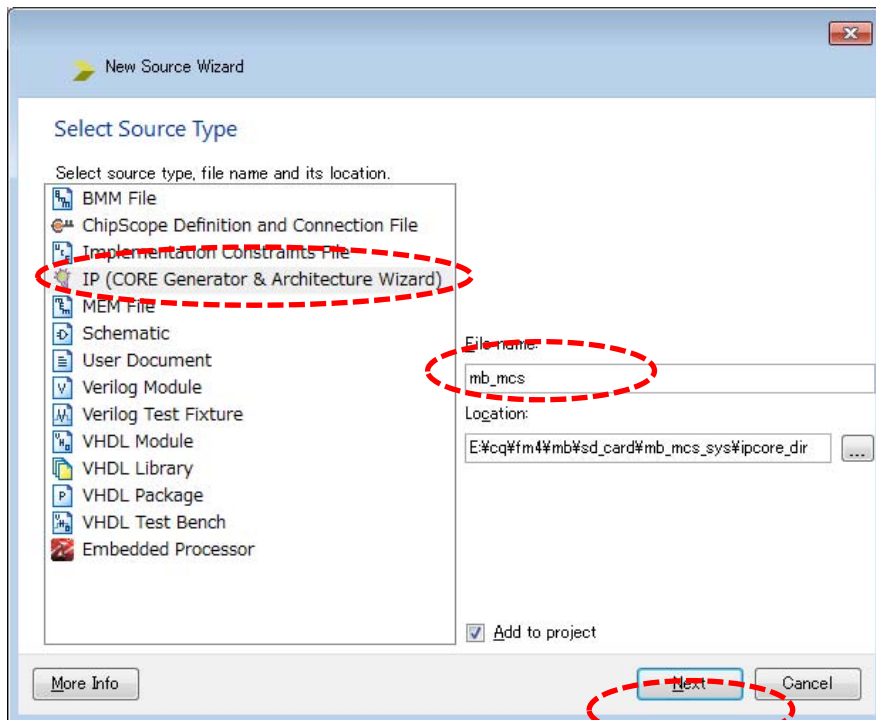 New Source Wizard
Select Source Type
Select source type, file name and its location.
BMM File
ChipScope Definition and Connection File
Implementation Constraints File
IP (CORE Generator & Architecture Wizard)
MEM File
Schematic
User Document
Verilog Module
Verilog Test Fixture
VHDL Module
VHDL Library
VHDL Package
VHDL Test Bench
Embedded Processor
File name:
mb_mcs
Location:
E:¥cq¥fm4¥mb¥sd_card¥mb_mcs_sys¥ipcore_dir
...
Add to project
More Info
Next
Cancel